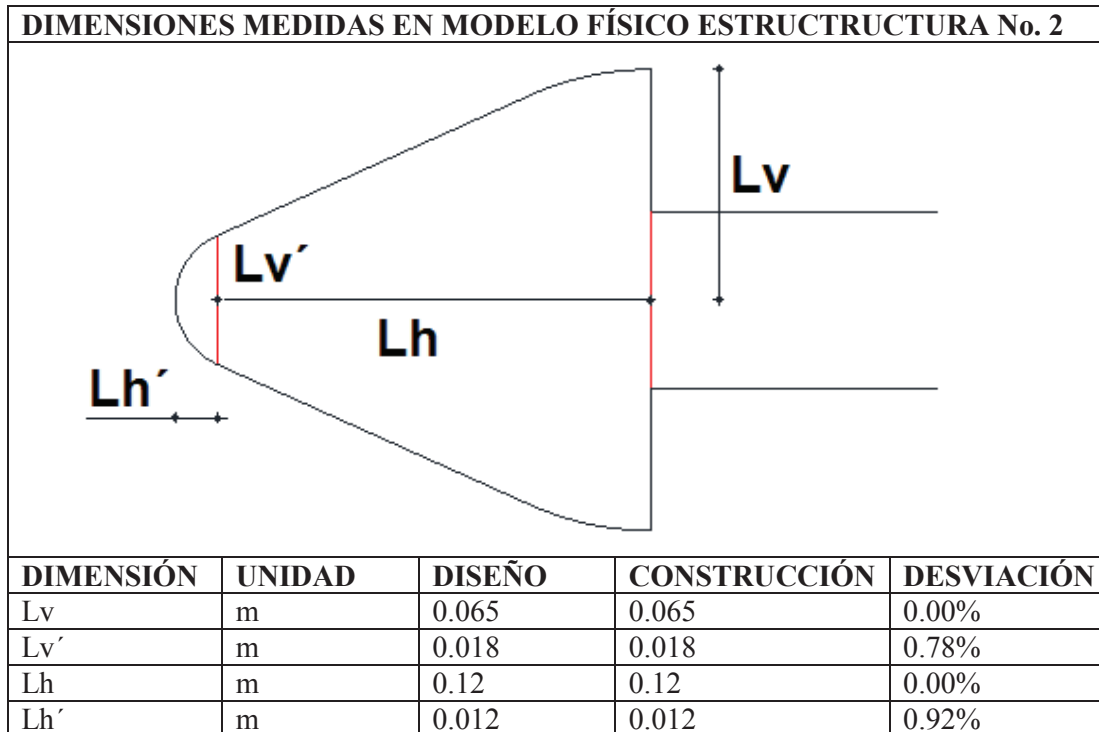 DIMENSIONES MEDIDAS EN MODELO FÍSICO ESTRUCTRUCTURA No. 2
Lv
Lv´
Lh
Lh´
DIMENSIÓN UNIDAD DISEÑO CONSTRUCCIÓN DESVIACIÓN
Lv m 0.065 0.065 0.00%
Lv´ m 0.018 0.018 0.78%
Lh m 0.12 0.12 0.00%
Lh´ m 0.012 0.012 0.92%